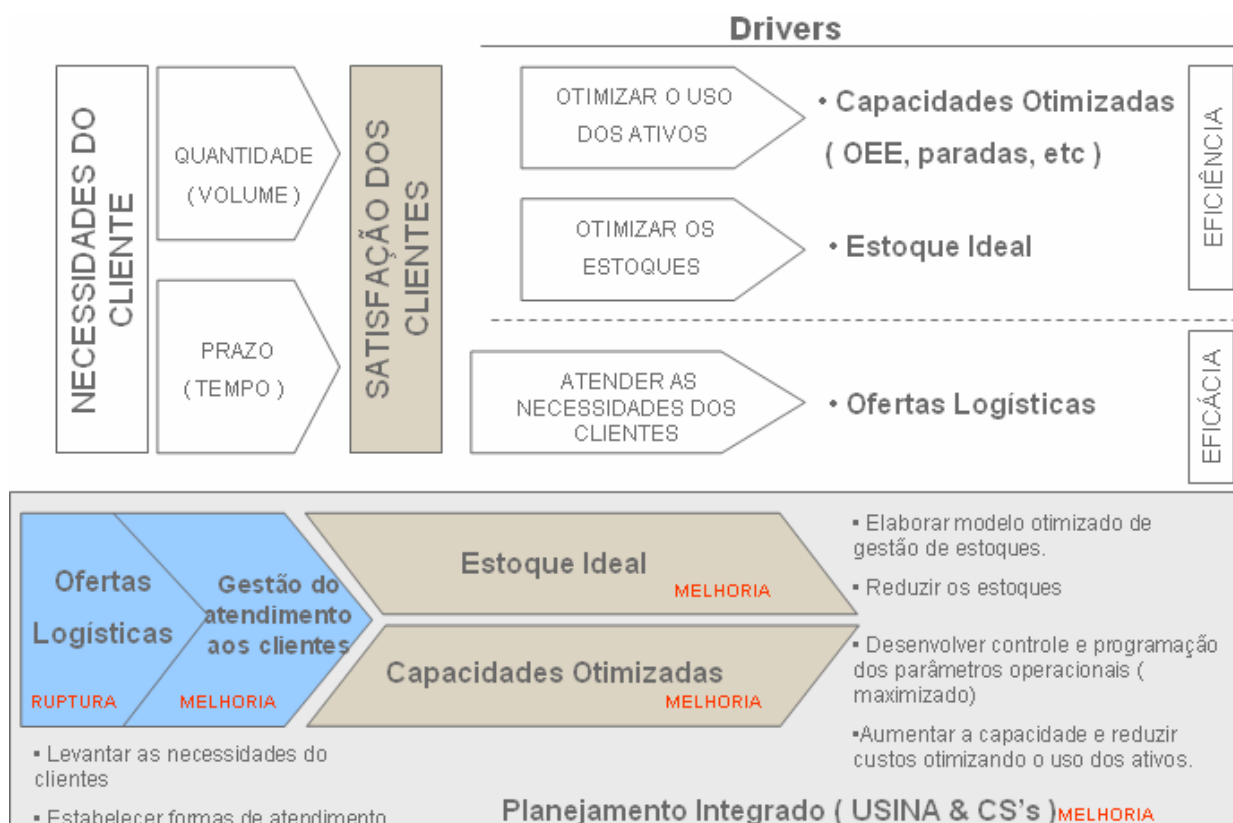 Drivers
NECESSIDADES DO
CLIENTE
QUANTIDADE
( VOLUME )
PRAZO
( TEMPO )
SATISFAÇÃO DOS
CLIENTES
OTIMIZAR O USO
DOS ATIVOS
• Capacidades Otimizadas
( OEE, paradas, etc )
OTIMIZAR OS
ESTOQUES
• Estoque Ideal
EFICIÊNCIA
ATENDER AS
NECESSIDADES DOS
CLIENTES
• Ofertas Logísticas
EFICÁCIA
Ofertas
Logísticas
RUPTURA
Gestão do
atendimento
aos clientes
MELHORIA
Estoque Ideal
MELHORIA
Capacidades Otimizadas
MELHORIA
▪ Elaborar modelo otimizado de
gestão de estoques.
▪ Reduzir os estoques
▪ Desenvolver controle e programação
dos parâmetros operacionais (
maximizado)
▪Aumentar a capacidade e reduzir
custos otimizando o uso dos ativos.
▪ Levantar as necessidades do
clientes
▪ Estabelecer formas de atendimento
Planejamento Integrado ( USINA & CS's ) MELHORIA